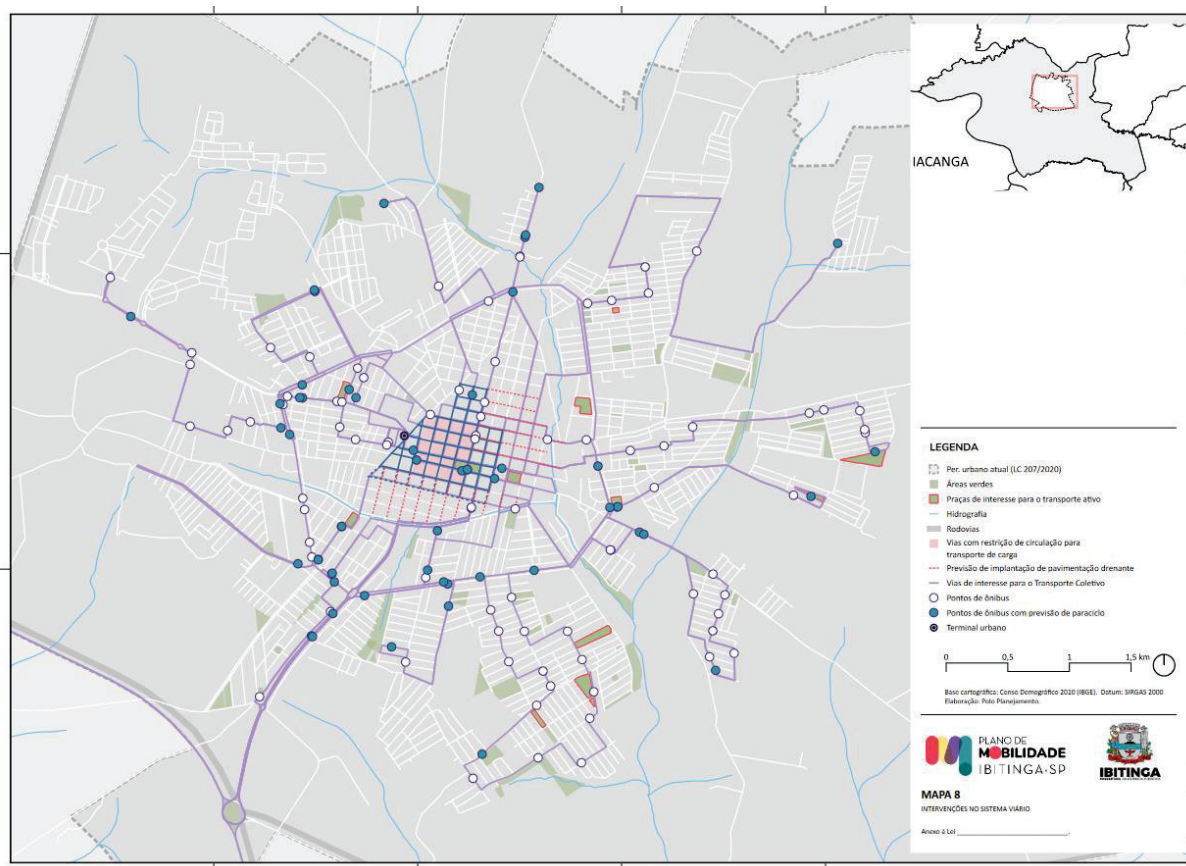 IACANGA
LEGENDA
Per. urbano atual (LC 207/2020)
Áreas verdes
Praças de interesse para o transporte ativo
Hidrografia
Rodovias
Vias com restrição de circulação para
transporte de carga
Previsão de implantação de pavimentação drenante
Vias de interesse para o Transporte Coletivo
Pontos de ônibus
Pontos de ônibus com previsão de paraciclo
Terminal urbano
0 0,5 1 1,5 km
Base cartográfica: Censo Demográfico 2020 (IBGE). Datum: SIRGAS 2000
Elaboração: Polo Planejamento.
PLANO DE
MOBILIDADE
IBITINGA·SP
IBITINGA
MAPA 8
INTERVENÇÕES NO SISTEMA VIÁRIO
Anexo à Lei